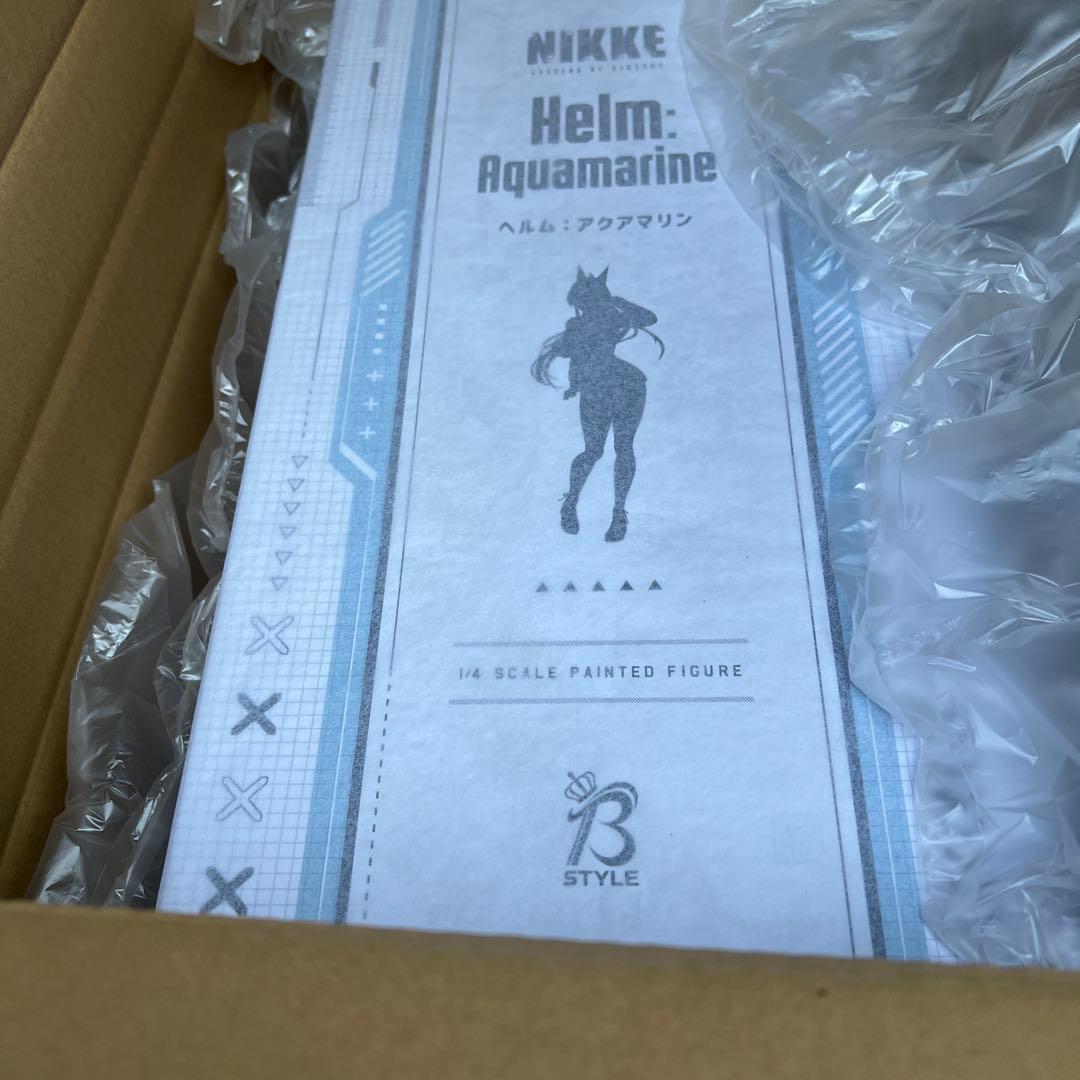 NIKKE
GODDESS OF VICTORY
Helm:
Aquamarine
ヘルム：アクアマリン
1/4 SCALE PAINTED FIGURE
B
STYLE